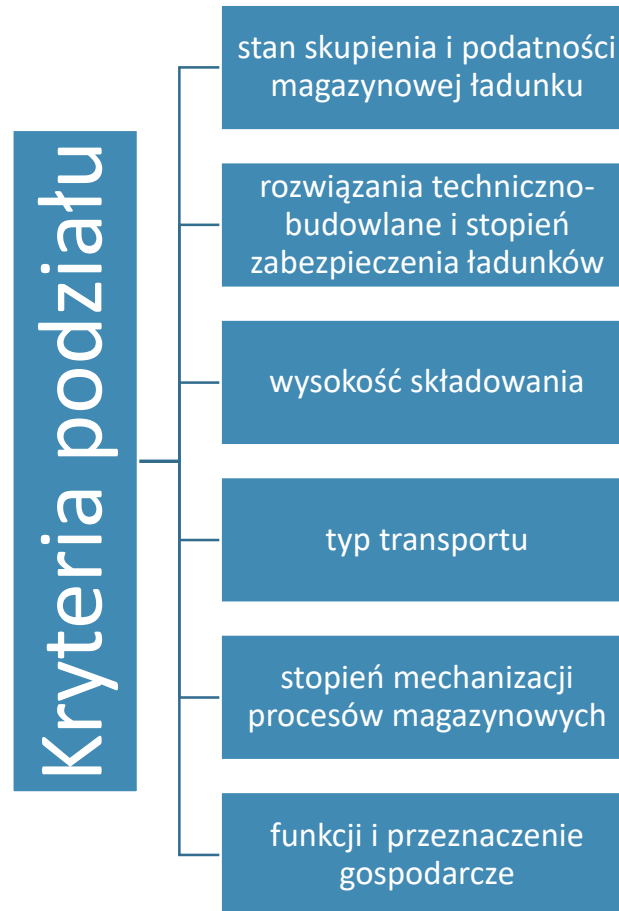 Kryteria podziału
stan skupienia i podatności
magazynowej ładunku
rozwiązania techniczno-
budowlane i stopień
zabezpieczenia ładunków
wysokość składowania
typ transportu
stopień mechanizacji
procesów magazynowych
funkcji i przeznaczenie
gospodarcze